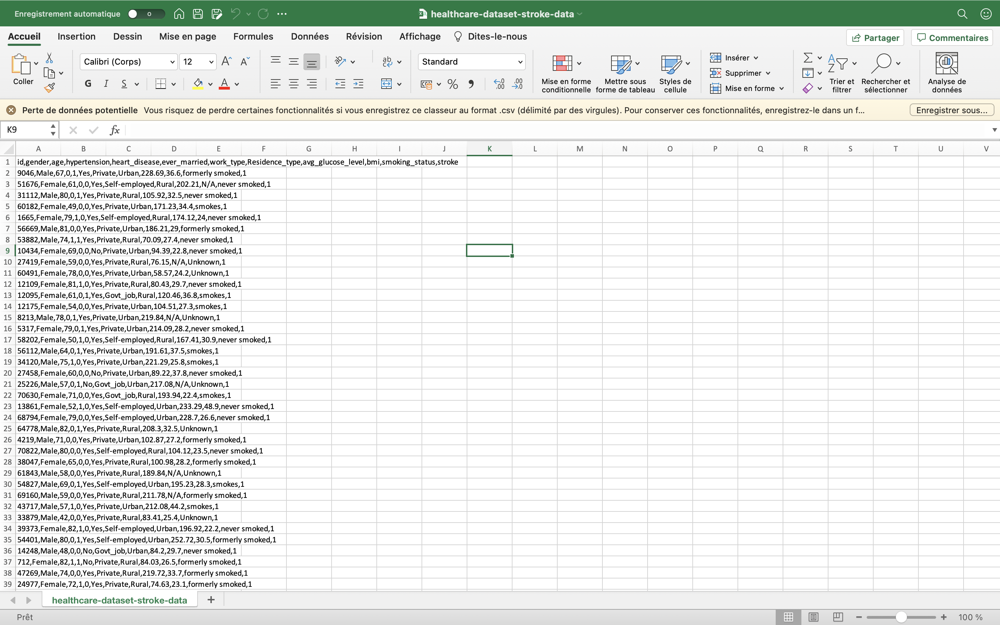 Enregistrement automatique O healthcare-dataset-stroke-data
Accueil Insertion Dessin Mise en page Formules Données Révision Affichage Dites-le-nous Partager Commentaires
Coller Calibri (Corps) 12 A A ab c Standard
G I S A % , ,00
Mise en forme conditionnelle
Mettre sous forme de tableau
Styles de cellule
Insérer
Supprimer
Mise en forme
Trier et filtrer
Rechercher et sélectionner
Analyse de données
Perte de données potentielle Vous risquez de perdre certaines fonctionnalités si vous enregistrez ce classeur au format .csv (délimité par des virgules). Pour conserver ces fonctionnalités, enregistrez-le dans un f... Enregistrer sous...
K9 fx
A B C D E F G H I J K L M N O P Q R S T U V
1 id,gender,age,hypertension,heart_disease,ever_married,work_type,Residence_type,avg_glucose_level,bmi,smoking_status,stroke
2 9046,Male,67,0,1,Yes,Private,Urban,228.69,36.6,formerly smoked,1
3 51676,Female,61,0,0,Yes,Self-employed,Rural,202.21,N/A,never smoked,1
4 31112,Male,80,0,1,Yes,Private,Rural,105.92,32.5,never smoked,1
5 60182,Female,49,0,0,Yes,Private,Urban,171.23,34.4,smokes,1
6 1665,Female,79,1,0,Yes,Self-employed,Rural,174.12,24,never smoked,1
7 56669,Male,81,0,0,Yes,Private,Urban,186.21,29,formerly smoked,1
8 53882,Male,74,1,1,Yes,Private,Rural,70.09,27.4,never smoked,1
9 10434,Female,69,0,0,No,Private,Urban,94.39,22.8,never smoked,1
10 27419,Female,59,0,0,Yes,Private,Rural,76.15,N/A,Unknown,1
11 60491,Female,78,0,0,Yes,Private,Urban,58.57,24.2,Unknown,1
12 12109,Female,81,1,0,Yes,Private,Rural,80.43,29.7,never smoked,1
13 12095,Female,61,0,1,Yes,Govt_job,Rural,120.46,36.8,smokes,1
14 12175,Female,54,0,0,Yes,Private,Urban,104.51,27.3,smokes,1
15 8213,Male,78,0,1,Yes,Private,Urban,219.84,N/A,Unknown,1
16 5317,Female,79,0,1,Yes,Private,Urban,214.09,28.2,never smoked,1
17 58202,Female,50,1,0,Yes,Self-employed,Rural,167.41,30.9,never smoked,1
18 56112,Male,64,0,1,Yes,Private,Urban,191.61,37.5,smokes,1
19 34120,Male,75,1,0,Yes,Private,Urban,221.29,25.8,smokes,1
20 27458,Female,60,0,0,No,Private,Urban,89.22,37.8,never smoked,1
21 25226,Male,57,0,1,No,Govt_job,Urban,217.08,N/A,Unknown,1
22 70630,Female,71,0,0,Yes,Govt_job,Rural,193.94,22.4,smokes,1
23 13861,Female,52,1,0,Yes,Self-employed,Urban,233.29,48.9,never smoked,1
24 68794,Female,79,0,0,Yes,Self-employed,Urban,228.7,26.6,never smoked,1
25 64778,Male,82,0,1,Yes,Private,Rural,208.3,32.5,Unknown,1
26 4219,Male,71,0,0,Yes,Private,Urban,102.87,27.2,formerly smoked,1
27 70822,Male,80,0,0,Yes,Self-employed,Rural,104.12,23.5,never smoked,1
28 38047,Female,65,0,0,Yes,Private,Rural,100.98,28.2,formerly smoked,1
29 61843,Male,58,0,0,Yes,Private,Rural,189.84,N/A,Unknown,1
30 54827,Male,69,0,1,Yes,Self-employed,Urban,195.23,28.3,smokes,1
31 69160,Male,59,0,0,Yes,Private,Rural,211.78,N/A,formerly smoked,1
32 43717,Male,57,1,0,Yes,Private,Urban,212.08,44.2,smokes,1
33 33879,Male,42,0,0,Yes,Private,Rural,83.41,25.4,Unknown,1
34 39373,Female,82,1,0,Yes,Self-employed,Urban,196.92,22.2,never smoked,1
35 54401,Male,80,0,1,Yes,Self-employed,Urban,252.72,30.5,formerly smoked,1
36 14248,Male,48,0,0,No,Govt_job,Urban,84.2,29.7,never smoked,1
37 712,Female,82,1,1,No,Private,Rural,84.03,26.5,formerly smoked,1
38 47269,Male,74,0,0,Yes,Private,Rural,219.72,33.7,formerly smoked,1
39 24977,Female,72,1,0,Yes,Private,Rural,74.63,23.1,formerly smoked,1
healthcare-dataset-stroke-data +
Prêt 100 %